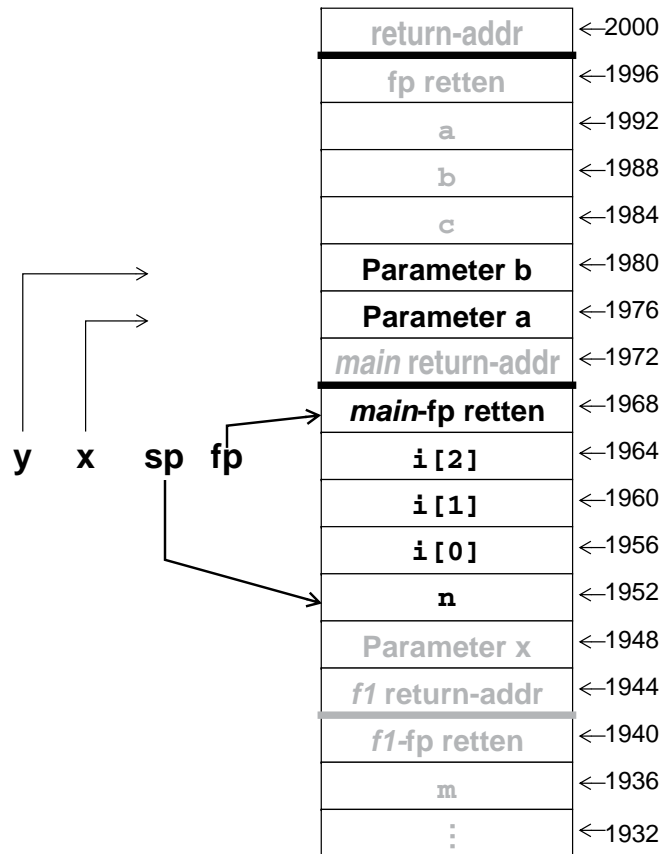 return-addr ←2000
fp retten ←1996
a ←1992
b ←1988
c ←1984
Parameter b ←1980
Parameter a ←1976
main return-addr ←1972
main-fp retten ←1968
y x sp fp
i[2] ←1964
i[1] ←1960
i[0] ←1956
n ←1952
Parameter x ←1948
f1 return-addr ←1944
f1-fp retten ←1940
m ←1936
⋮ ←1932